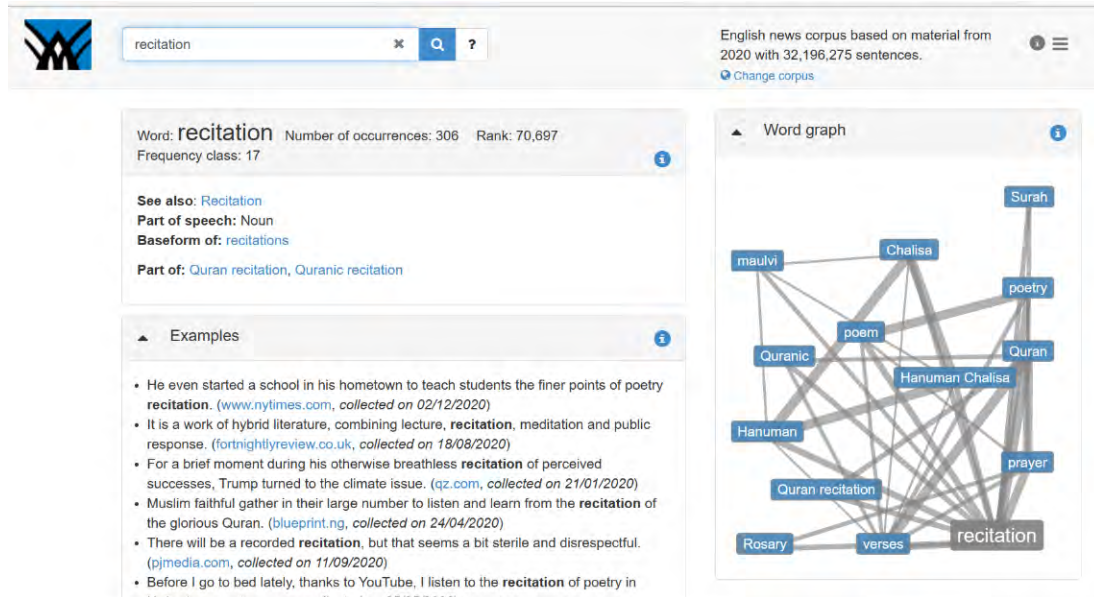 recitation
?
English news corpus based on material from
2020 with 32,196,275 sentences.
Change corpus
Word: recitation Number of occurrences: 306 Rank: 70,697
Frequency class: 17
See also: Recitation
Part of speech: Noun
Baseform of: recitations
Part of: Quran recitation, Quranic recitation
Examples
• He even started a school in his hometown to teach students the finer points of poetry
recitation. (www.nytimes.com, collected on 02/12/2020)
• It is a work of hybrid literature, combining lecture, recitation, meditation and public
response. (fortnightlyreview.co.uk, collected on 18/08/2020)
• For a brief moment during his otherwise breathless recitation of perceived
successes, Trump turned to the climate issue. (qz.com, collected on 21/01/2020)
• Muslim faithful gather in their large number to listen and learn from the recitation of
the glorious Quran. (blueprint.ng, collected on 24/04/2020)
• There will be a recorded recitation, but that seems a bit sterile and disrespectful.
(pjmedia.com, collected on 11/09/2020)
• Before I go to bed lately, thanks to YouTube, I listen to the recitation of poetry in
Word graph
Surah
Chalisa
maulvi
poetry
poem
Quranic
Quran
Hanuman Chalisa
Hanuman
prayer
Quran recitation
recitation
Rosary
verses